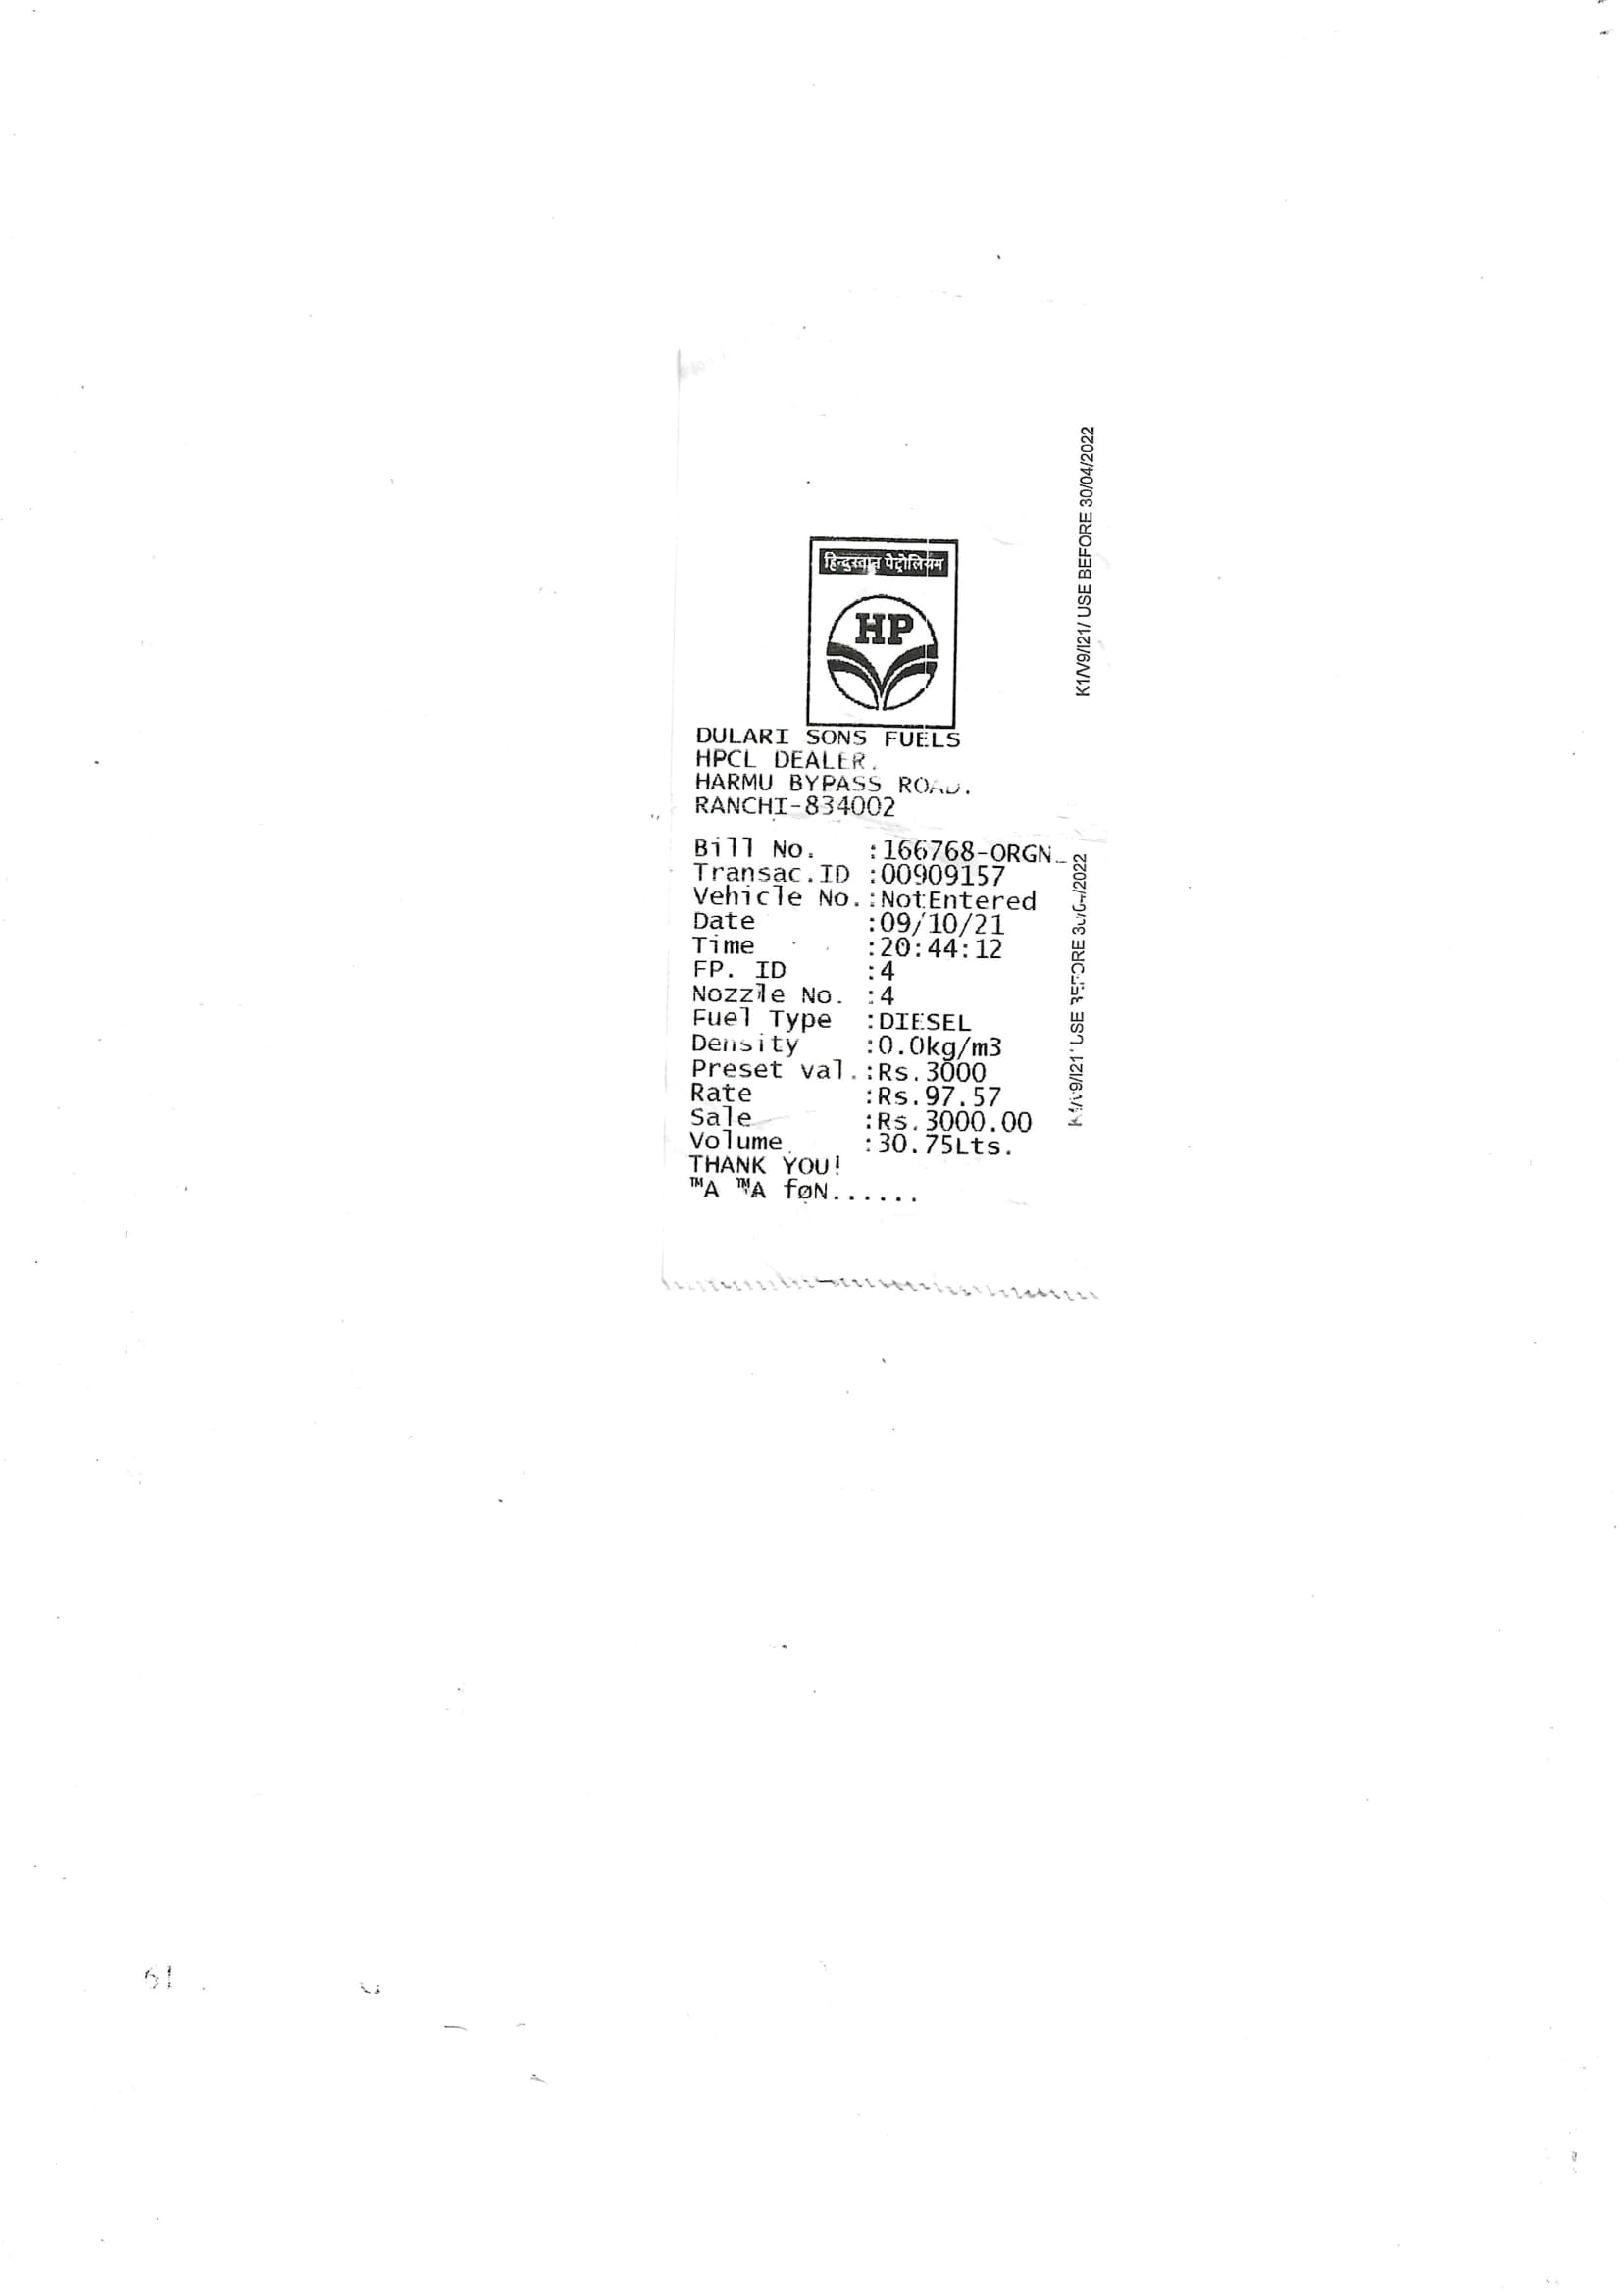 हिन्दुस्तान पेट्रोलियम
HP
DULARI SONS FUELS
HPCL DEALER.
HARMU BYPASS ROAD.
RANCHI-834002
Bill No. :166768-ORGN
Transac.ID :00909157
Vehicle No.:NotEntered
Date :09/10/21
Time :20:44:12
FP. ID :4
Nozzle No. :4
Fuel Type :DIESEL
Density :0.0kg/m3
Preset val.:Rs.3000
Rate :Rs.97.57
Sale :Rs.3000.00
Volume :30.75Lts.
THANK YOU!
™A ™A føN......
K1/V9/I21/ USE BEFORE 30/04/2022
K1/V9/I21/ USE BEFORE 30/04/2022